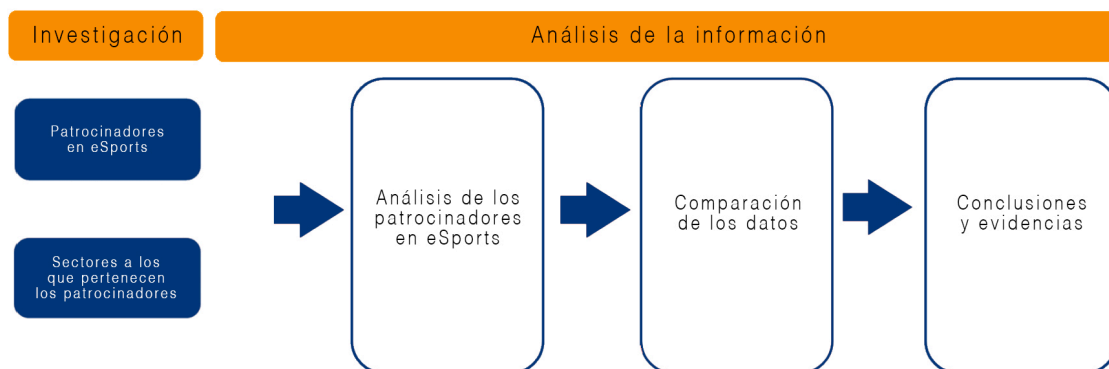 Investigación
Análisis de la información
Patrocinadores
en eSports
Sectores a los
que pertenecen
los patrocinadores
Análisis de los
patrocinadores
en eSports
Comparación
de los datos
Conclusiones
y evidencias